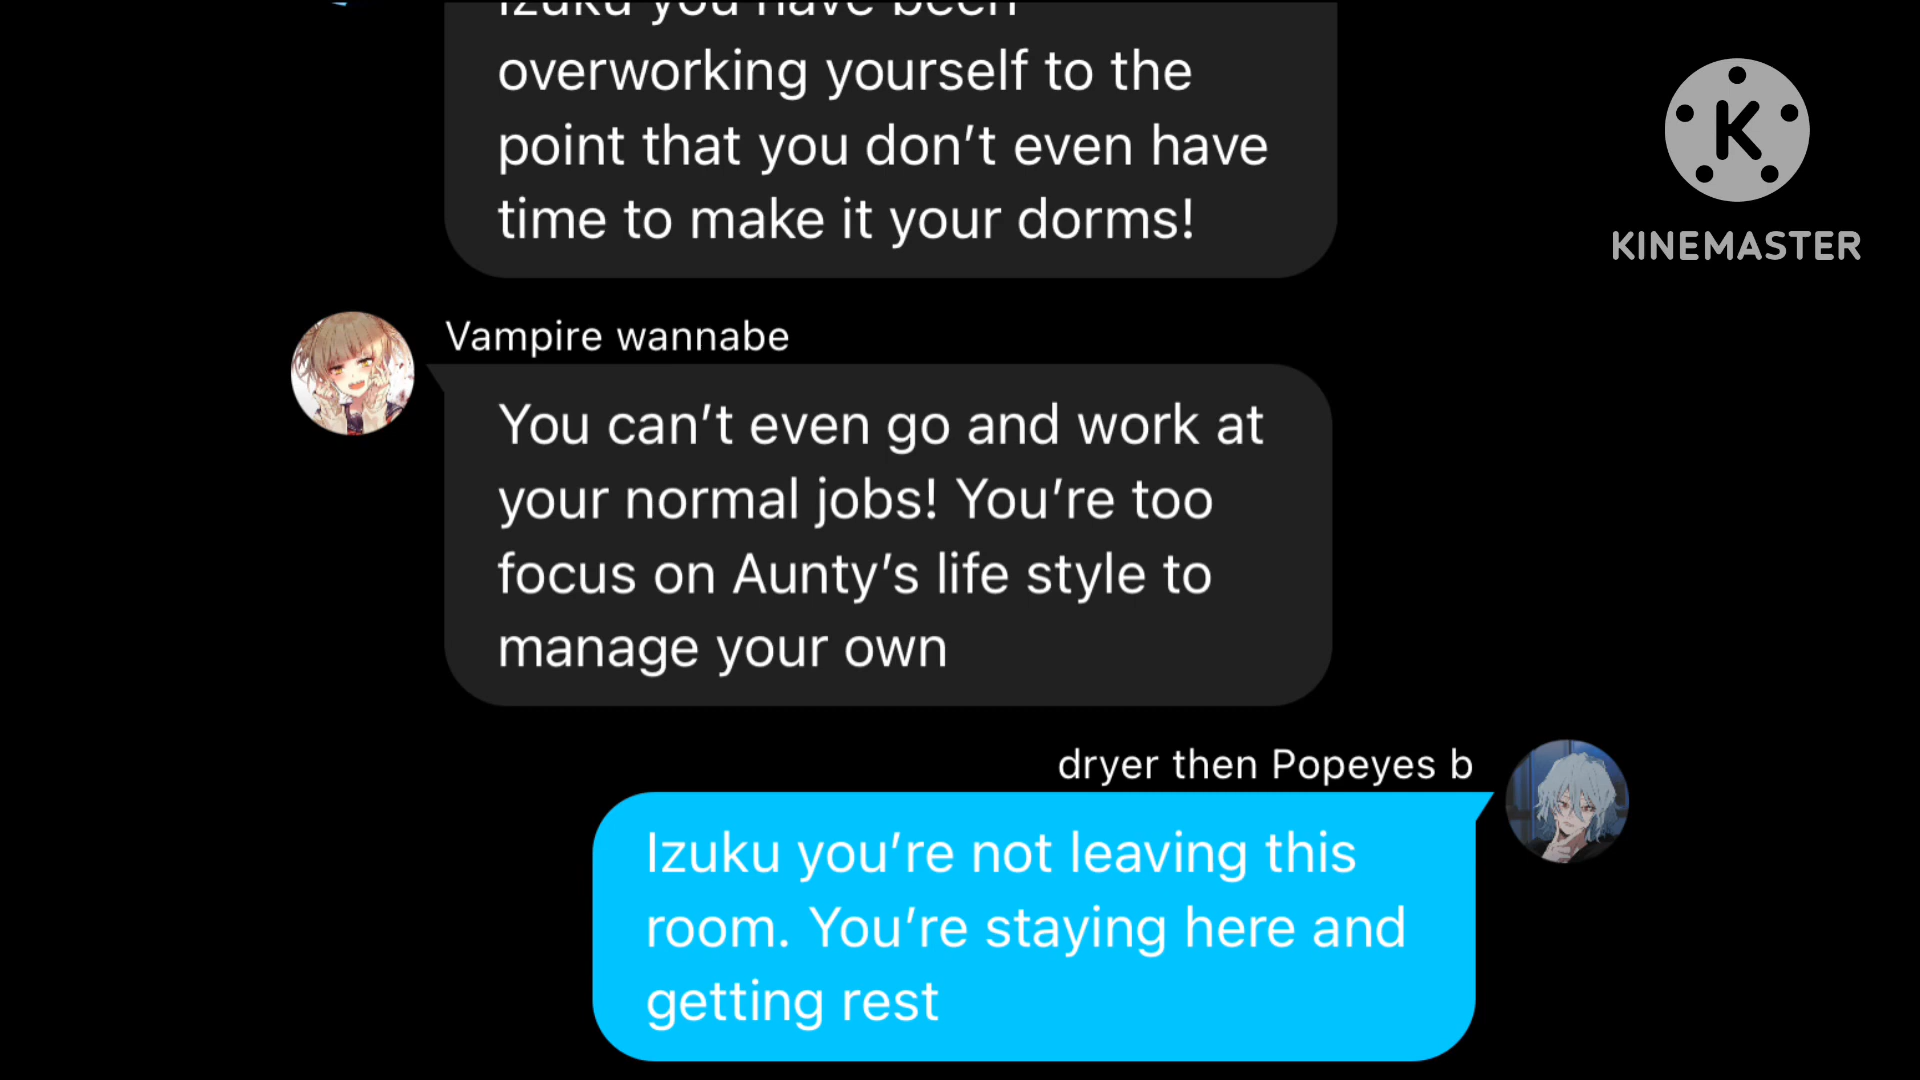 Izuku you have been
overworking yourself to the
point that you don’t even have
time to make it your dorms!
K
KINEMASTER
Vampire wannabe
You can’t even go and work at
your normal jobs! You’re too
focus on Aunty’s life style to
manage your own
dryer then Popeyes b
Izuku you’re not leaving this
room. You’re staying here and
getting rest